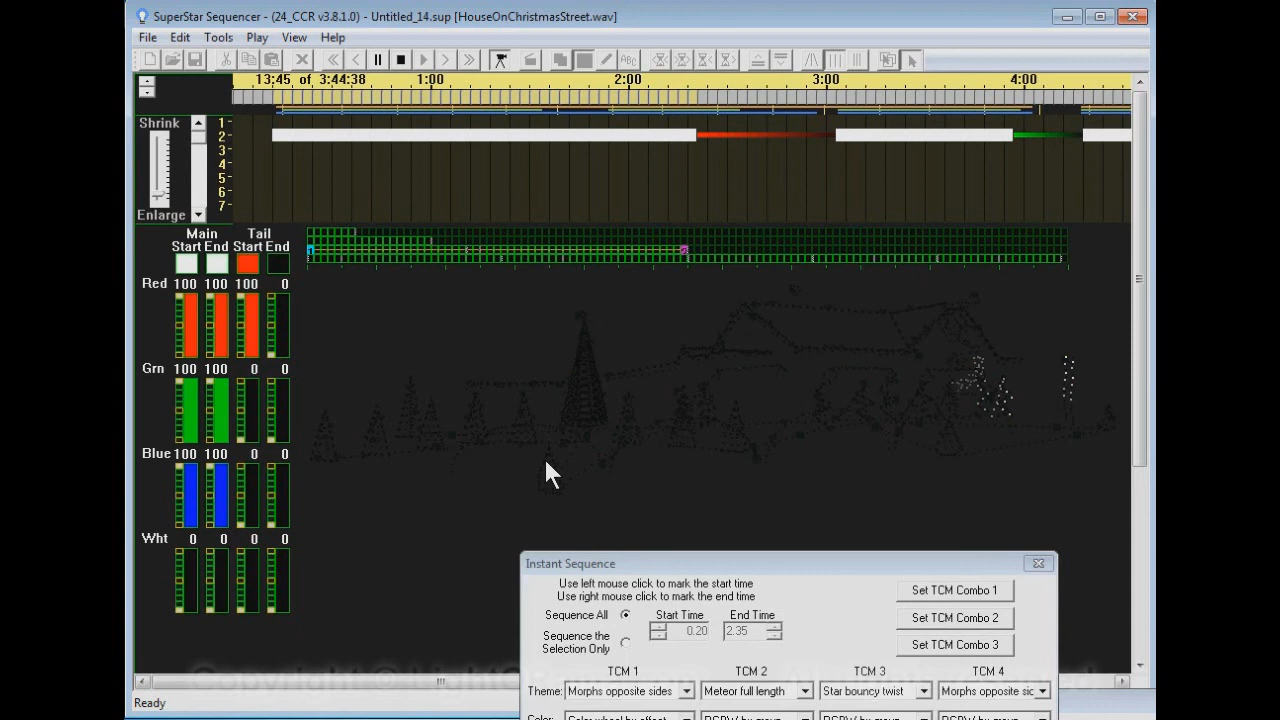 SuperStar Sequencer - (24_CCR v3.8.1.0) - Untitled_14.sup [HouseOnChristmasStreet.wav]
File Edit Tools Play View Help
ABC
13:45 of 3:44:38 1:00 2:00 3:00 4:00
Shrink
Enlarge
1
2
3
4
5
6
7
Main Tail
Start End Start End
Red 100 100 100 0
Grn 100 100 0 0
Blue 100 100 0 0
Wht 0 0 0 0
Instant Sequence
Use left mouse click to mark the start time
Use right mouse click to mark the end time
Set TCM Combo 1
Sequence All Start Time End Time
0.20 2.35
Set TCM Combo 2
Sequence the
Selection Only
Set TCM Combo 3
TCM 1 TCM 2 TCM 3 TCM 4
Theme: Morphs opposite sides Meteor full length Star bouncy twist Morphs opposite sic
Ready